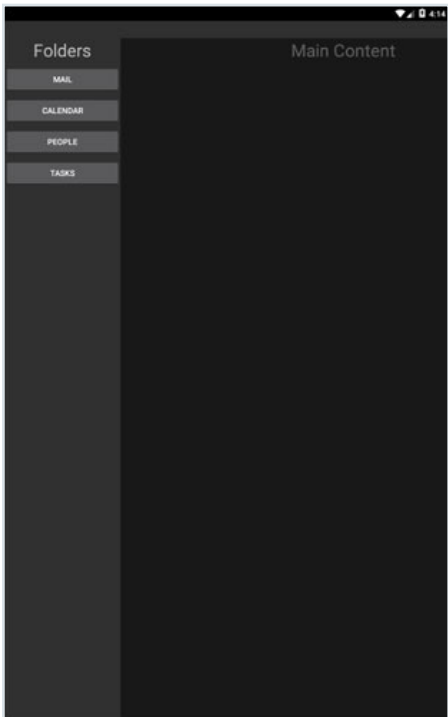 4:14
Folders
MAIL
CALENDAR
PEOPLE
TASKS
Main Content